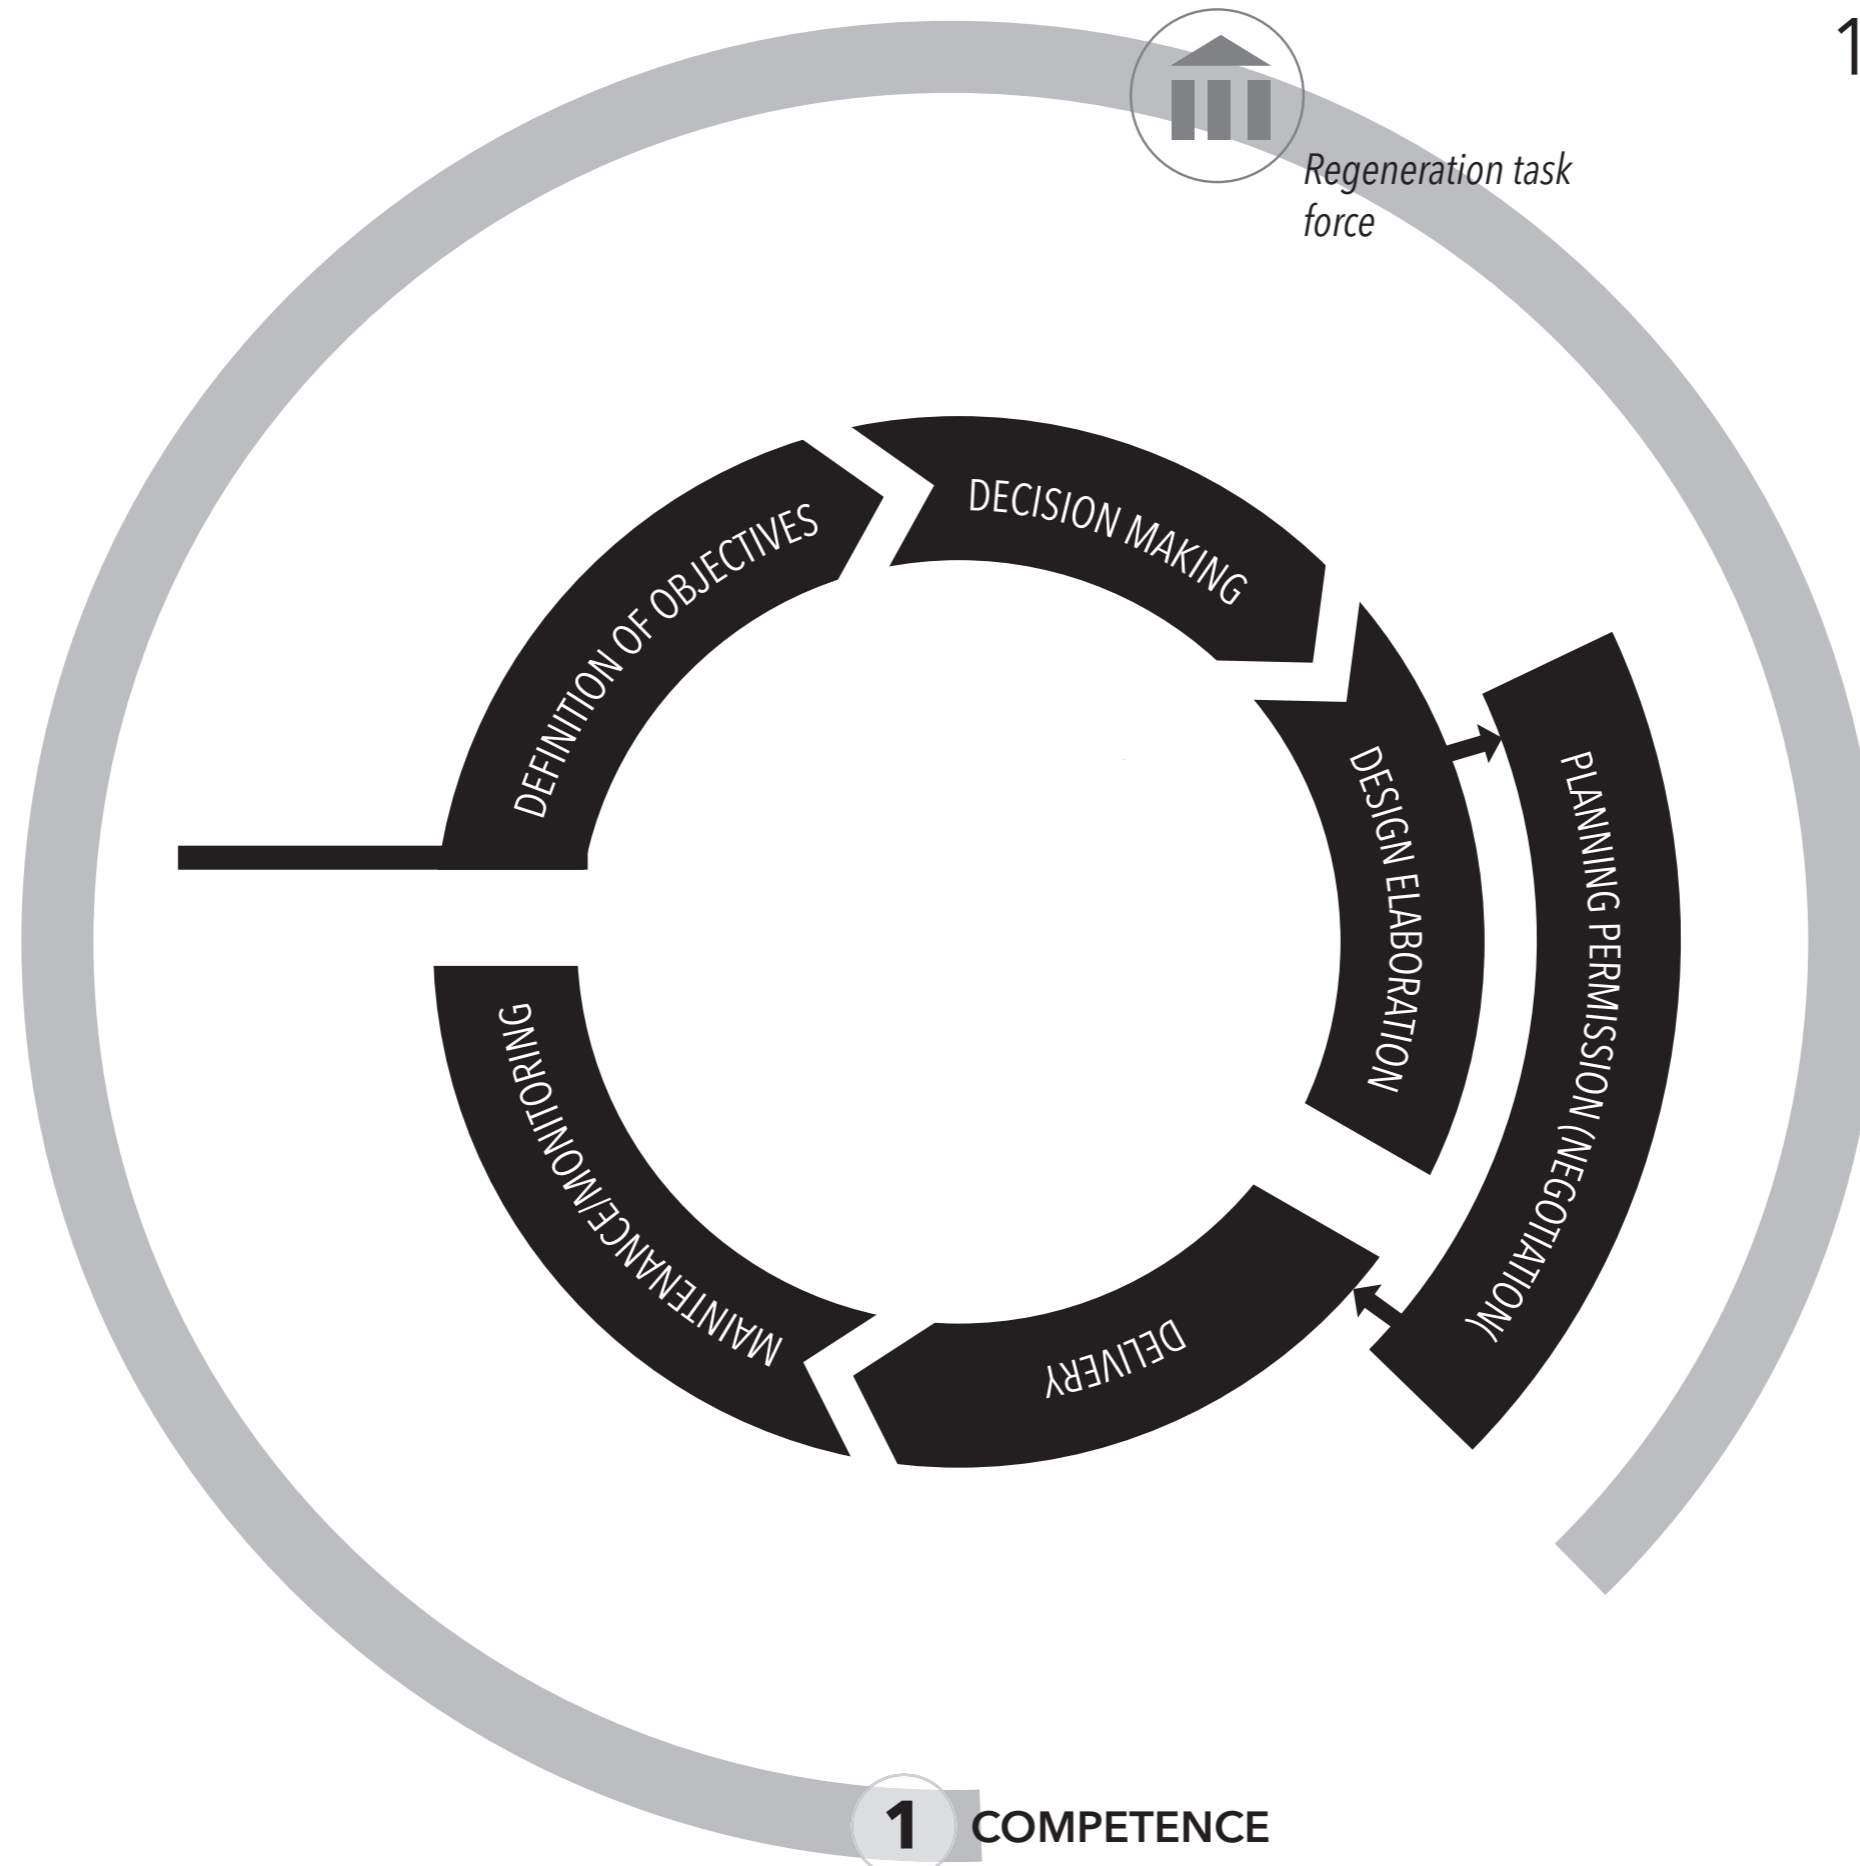 1
Regeneration task
force
DEFINITION OF OBJECTIVES
DECISION MAKING
DESIGN ELABORATION
PLANNING PERMISSION (NEGOTIATION(
DELIVERY
MAINTENANCE/MONITORING
1 COMPETENCE